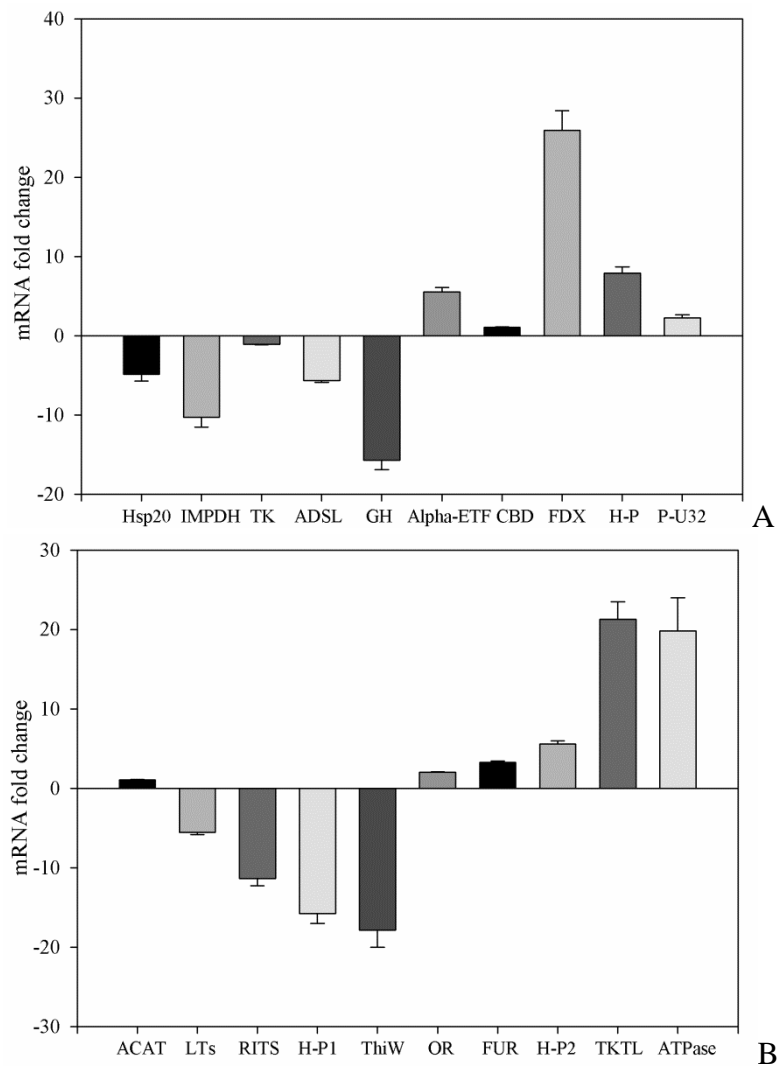 40
30
20
10
0
-10
-20
mRNA fold change
Hsp20 IMPDH TK ADSL GH Alpha-ETF CBD FDX H-P P-U32
A
30
20
10
0
-10
-20
-30
mRNA fold change
ACAT LTs RITS H-P1 ThiW OR FUR H-P2 TKTL ATPase
B